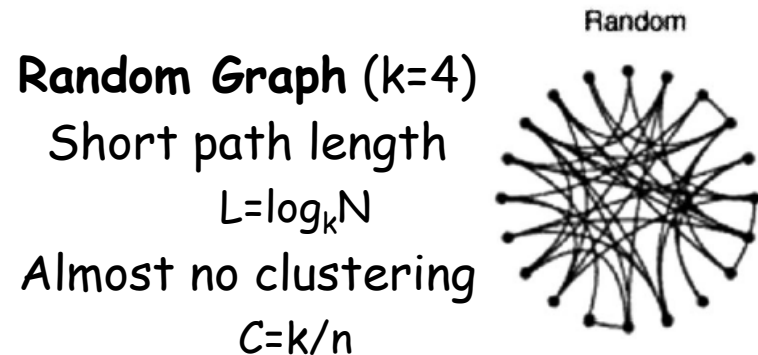 Random
Random Graph (k=4)
Short path length
L=logkN
Almost no clustering
C=k/n